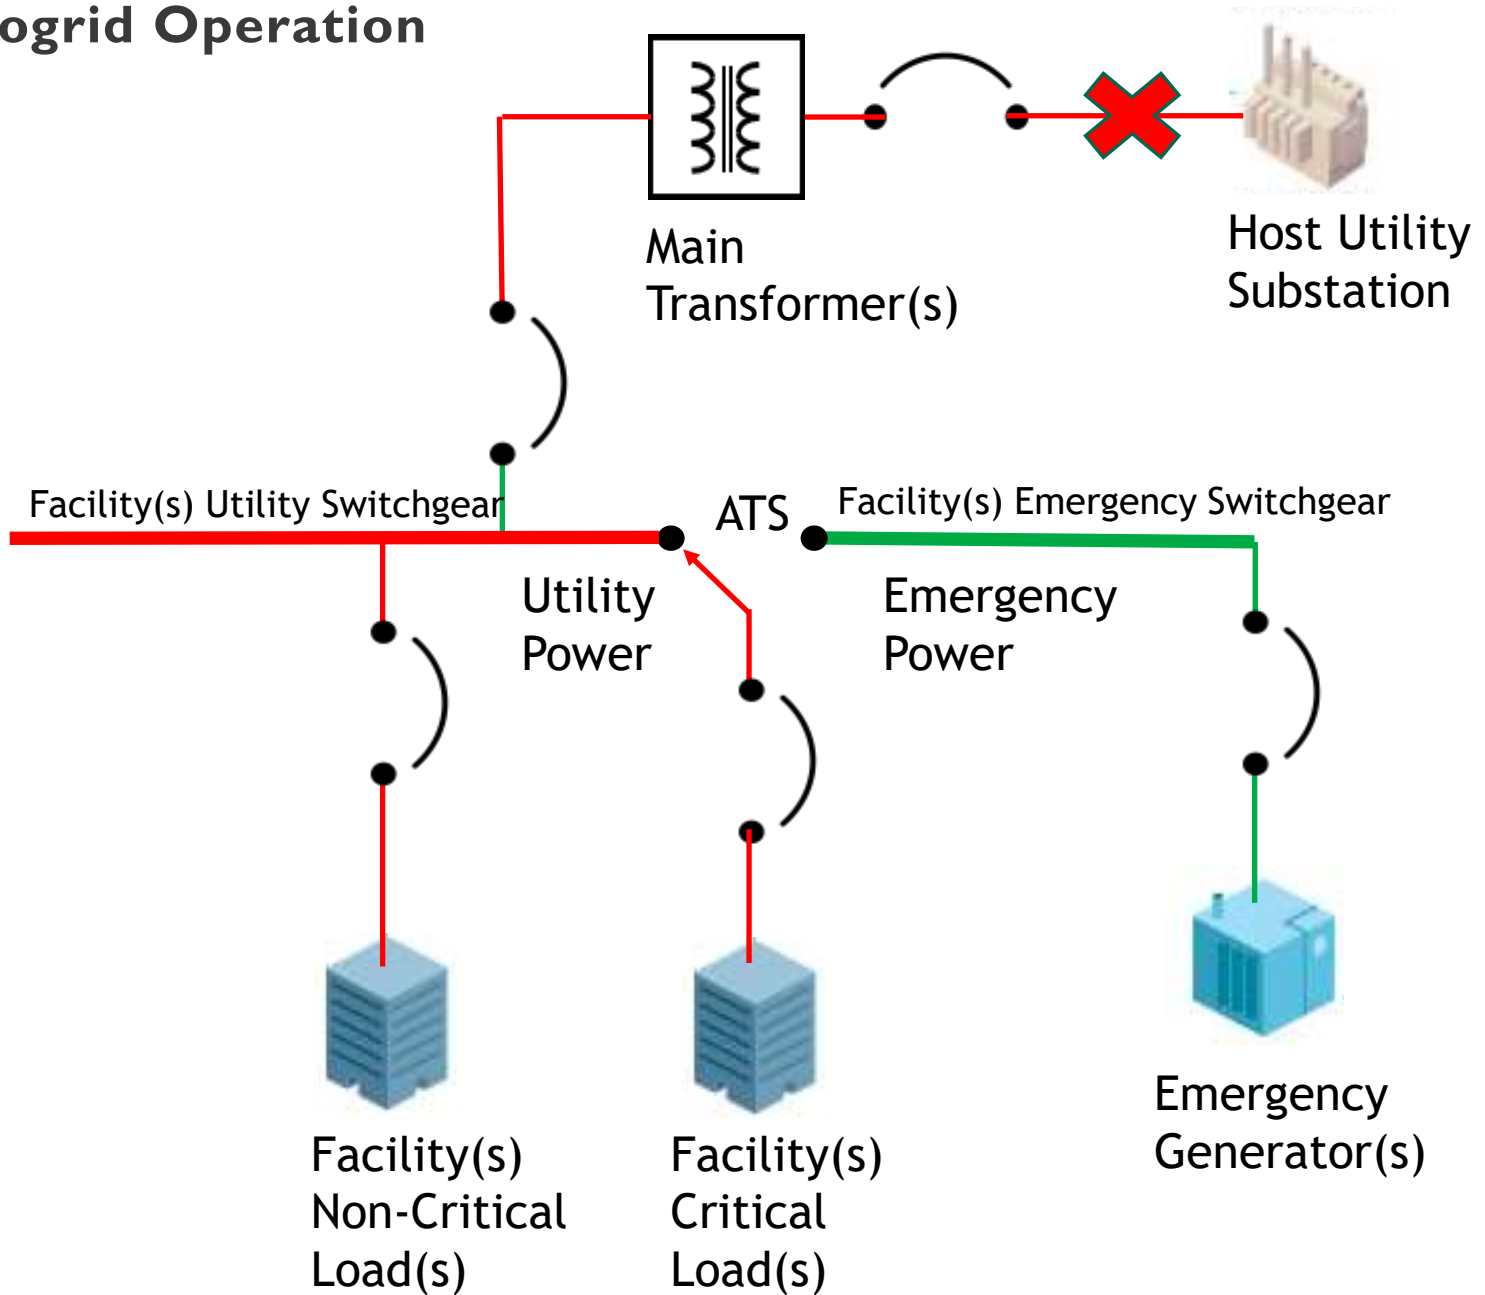 ogrid Operation
Main
Transformer(s)
Host Utility
Substation
Facility(s) Utility Switchgear
ATS
Facility(s) Emergency Switchgear
Utility
Power
Emergency
Power
Facility(s)
Non-Critical
Load(s)
Facility(s)
Critical
Load(s)
Emergency
Generator(s)